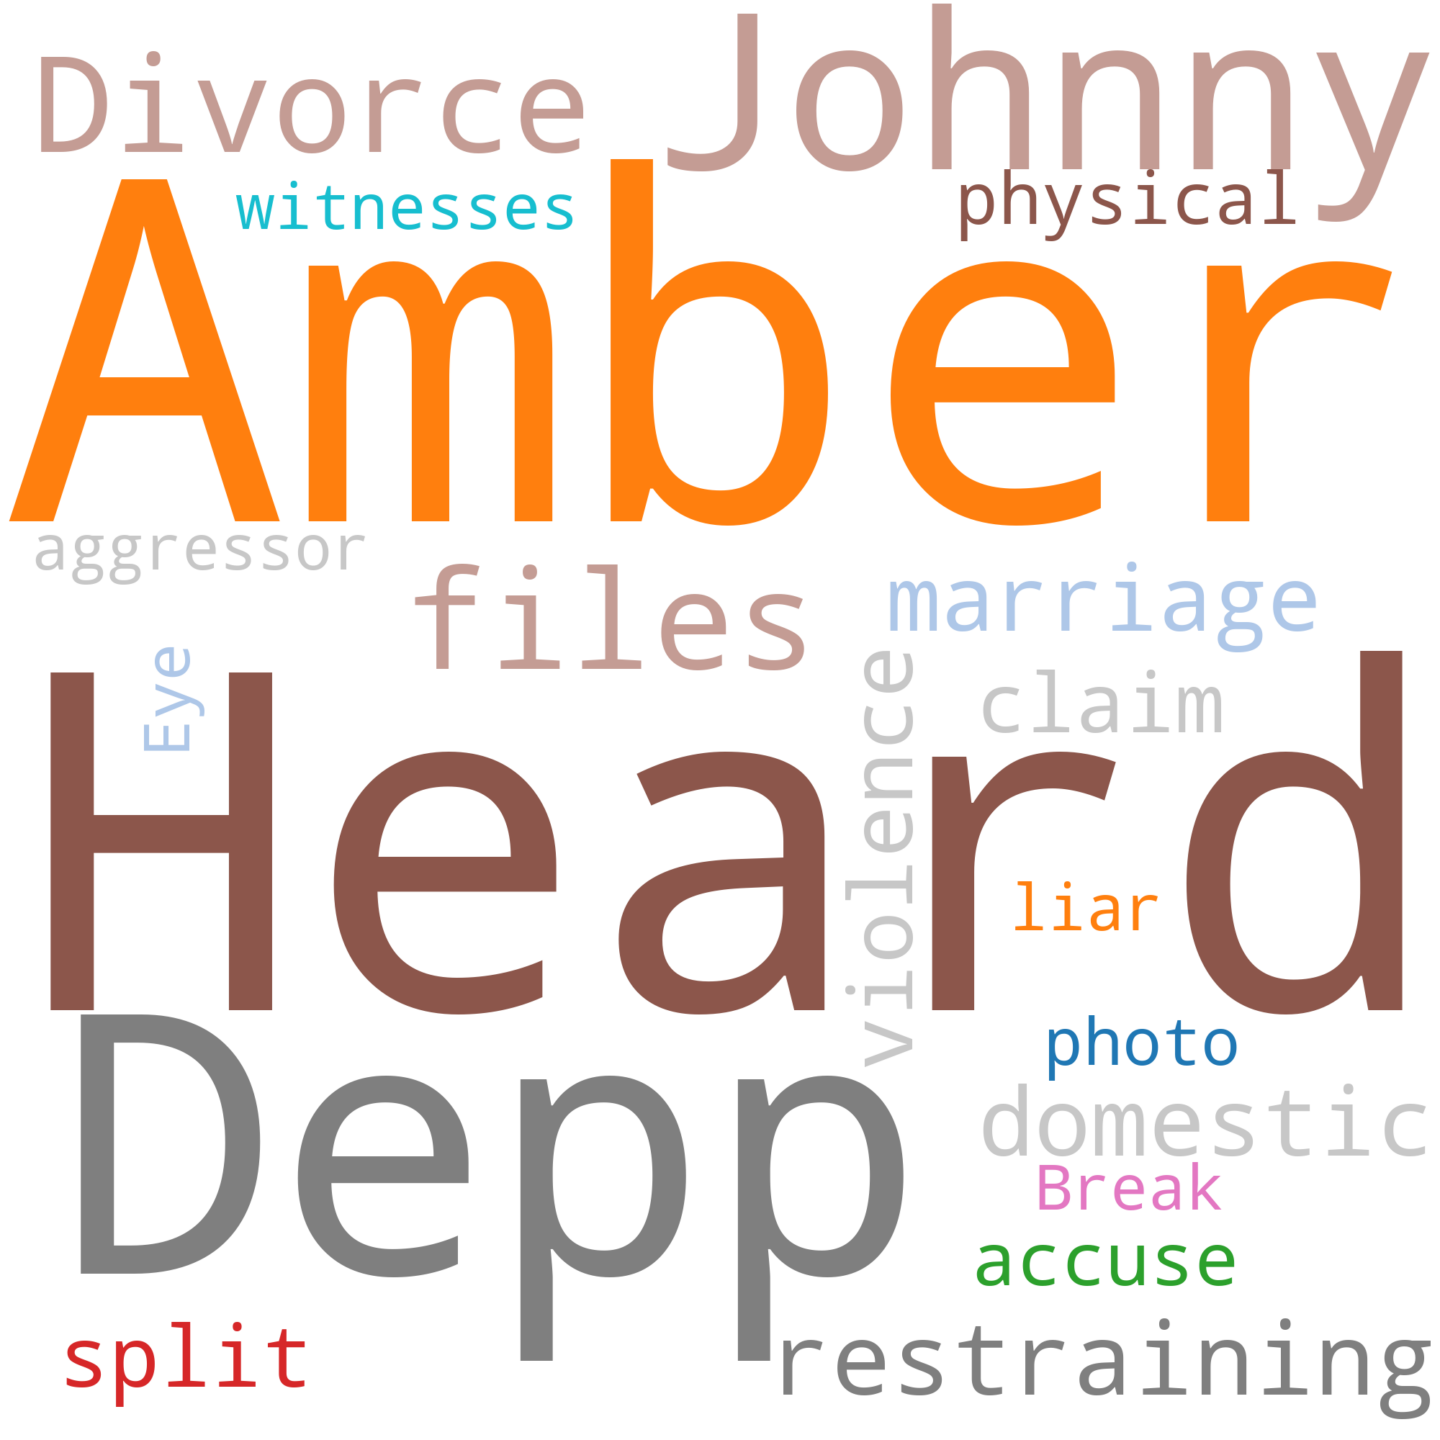 Divorce
Johnny
witnesses
physical
Amber
aggressor
files
marriage
Eye
claim
violence
Heard
liar
Depp
photo
domestic
Break
accuse
split
restraining